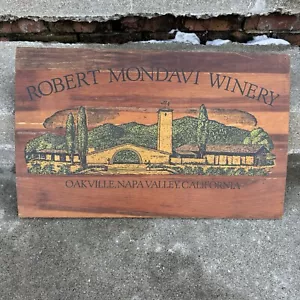 ROBERT MONDAVI WINERY
OAKVILLE, NAPA VALLEY, CALIFORNIA